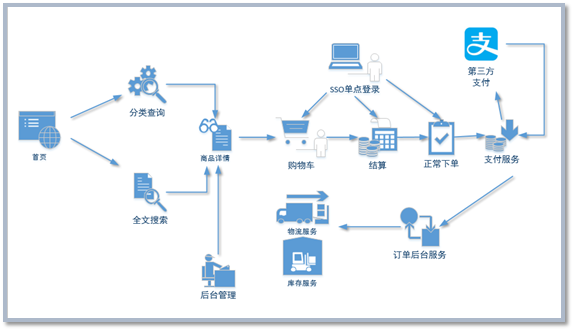 第三方
支付
SSO单点登录
分类查询
首页
商品详情
购物车
结算
正常下单
支付服务
全文搜索
物流服务
订单后台服务
库存服务
后台管理